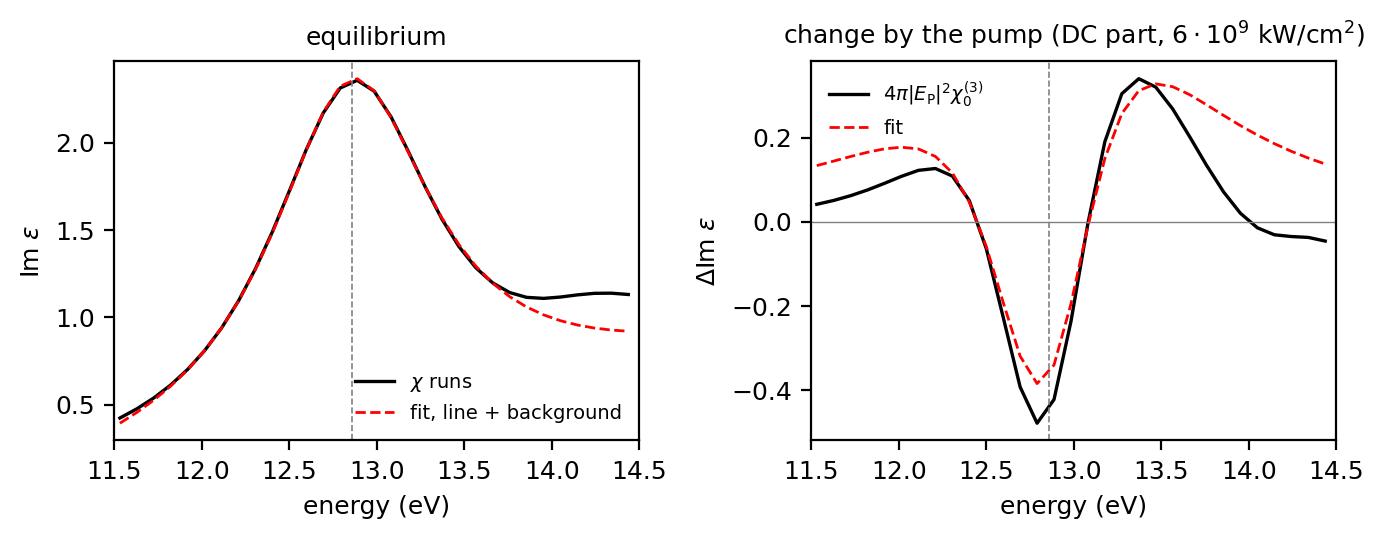 equilibrium
Im ε
2.0
1.5
1.0
0.5
χ runs
fit, line + background
11.5 12.0 12.5 13.0 13.5 14.0 14.5
energy (eV)
change by the pump (DC part, 6 · 10⁹ kW/cm²)
ΔIm ε
0.2
0.0
−0.2
−0.4
4π|E_P|²χ₀⁽³⁾
fit
11.5 12.0 12.5 13.0 13.5 14.0 14.5
energy (eV)